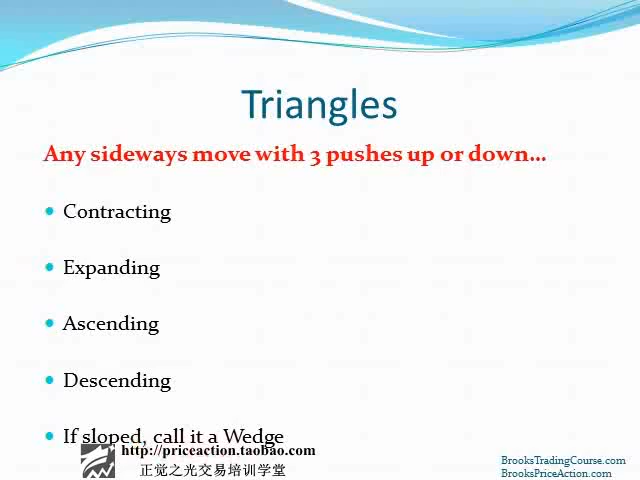 Triangles
Any sideways move with 3 pushes up or down…
Contracting
Expanding
Ascending
Descending
If sloped, call it a Wedge
http://priceaction.taobao.com
正觉之光交易培训学堂
BrooksTradingCourse.com
BrooksPriceAction.com